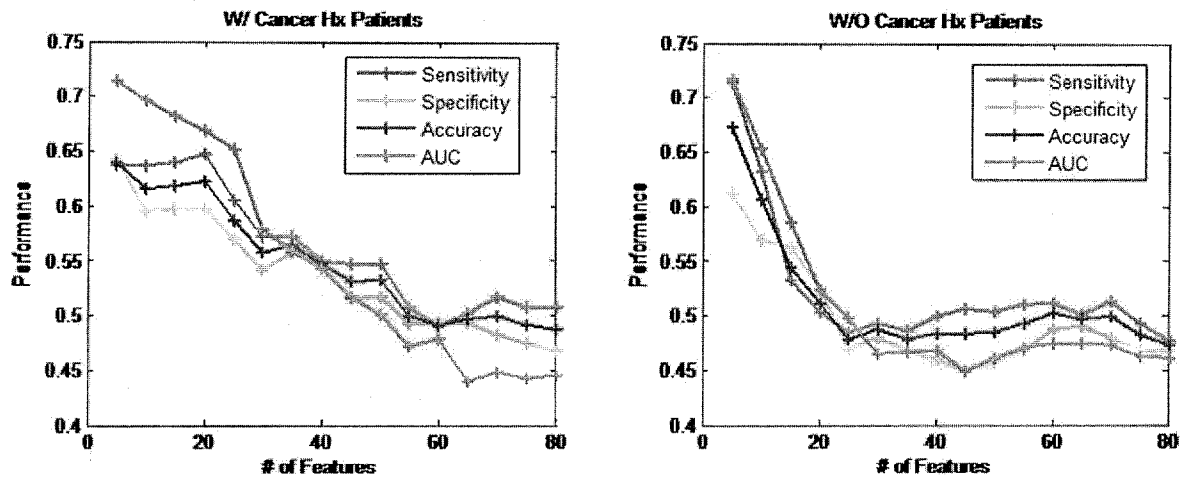 W/ Cancer Hx Patients
0.75
0.7
0.65
0.6
0.55
0.5
0.45
0.4
Performance
0 20 40 60 80
# of Features
Sensitivity
Specificity
Accuracy
AUC
W/O Cancer Hx Patients
0.75
0.7
0.65
0.6
0.55
0.5
0.45
0.4
Performance
0 20 40 60 80
# of Features
Sensitivity
Specificity
Accuracy
AUC